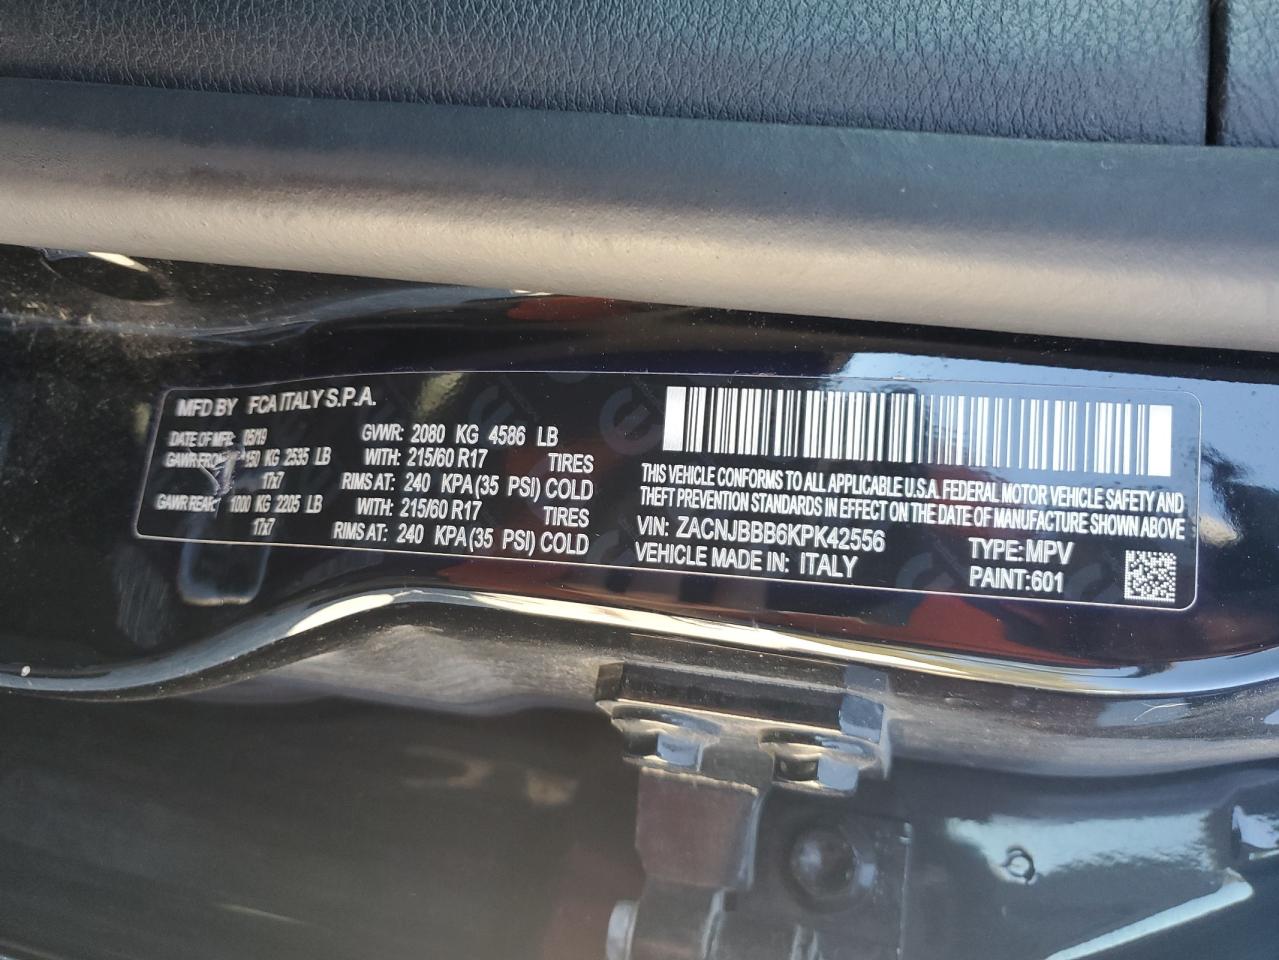 MFD BY FCA ITALY S.P.A.
DATE OF MFR: 05/19 GVWR: 2080 KG 4586 LB
GAWR FRONT 150 KG 2535 LB WITH: 215/60 R17 TIRES
17x7 RIMS AT: 240 KPA (35 PSI) COLD
GAWR REAR: 1000 KG 2205 LB WITH: 215/60 R17 TIRES
17x7 RIMS AT: 240 KPA (35 PSI) COLD
THIS VEHICLE CONFORMS TO ALL APPLICABLE U.S.A. FEDERAL MOTOR VEHICLE SAFETY AND
THEFT PREVENTION STANDARDS IN EFFECT ON THE DATE OF MANUFACTURE SHOWN ABOVE
VIN: ZACNJBBB6KPK42556 TYPE: MPV
VEHICLE MADE IN: ITALY PAINT: 601